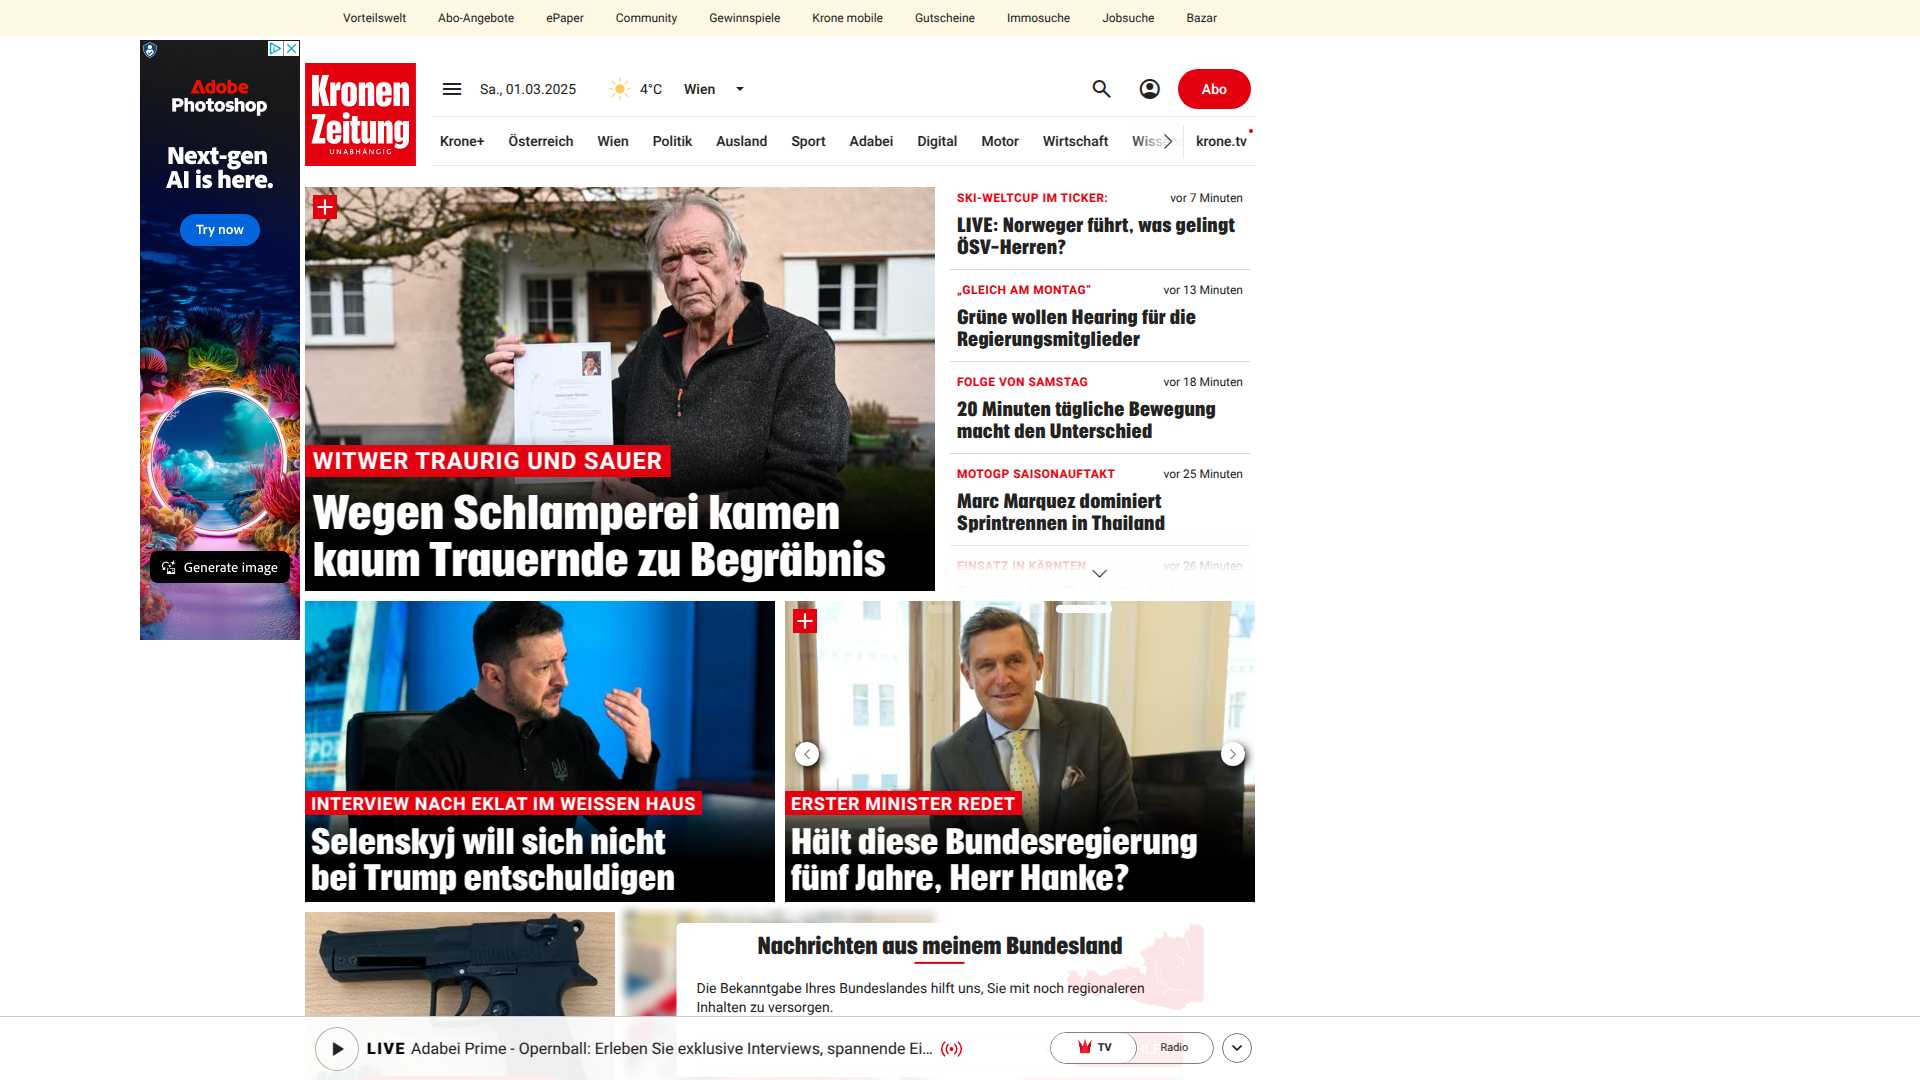 Vorteilswelt
Abo-Angebote
ePaper
Community
Gewinnspiele
Krone mobile
Gutscheine
Immosuche
Jobsuche
Bazar
Adobe
Photoshop
Next-gen
AI is here.
Try now
Generate image
Kronen
Zeitung
UNABHÄNGIG
Sa., 01.03.2025
4°C
Wien
Abo
Krone+
Österreich
Wien
Politik
Ausland
Sport
Adabei
Digital
Motor
Wirtschaft
krone.tv
WITWER TRAURIG UND SAUER
Wegen Schlamperei kamen
kaum Trauernde zu Begräbnis
SKI-WELTCUP IM TICKER:
vor 7 Minuten
LIVE: Norweger führt, was gelingt
ÖSV-Herren?
„GLEICH AM MONTAG“
vor 13 Minuten
Grüne wollen Hearing für die
Regierungsmitglieder
FOLGE VON SAMSTAG
vor 18 Minuten
20 Minuten tägliche Bewegung
macht den Unterschied
MOTOGP SAISONAUFTAKT
vor 25 Minuten
Marc Marquez dominiert
Sprintrennen in Thailand
EINSATZ IN KÄRNTEN
vor 26 Minuten
INTERVIEW NACH EKLAT IM WEISSEN HAUS
Selenskyj will sich nicht
bei Trump entschuldigen
ERSTER MINISTER REDET
Hält diese Bundesregierung
fünf Jahre, Herr Hanke?
Nachrichten aus meinem Bundesland
Die Bekanntgabe Ihres Bundeslandes hilft uns, Sie mit noch regionaleren
Inhalten zu versorgen.
LIVE Adabei Prime - Opernball: Erleben Sie exklusive Interviews, spannende Ei...
TV
Radio